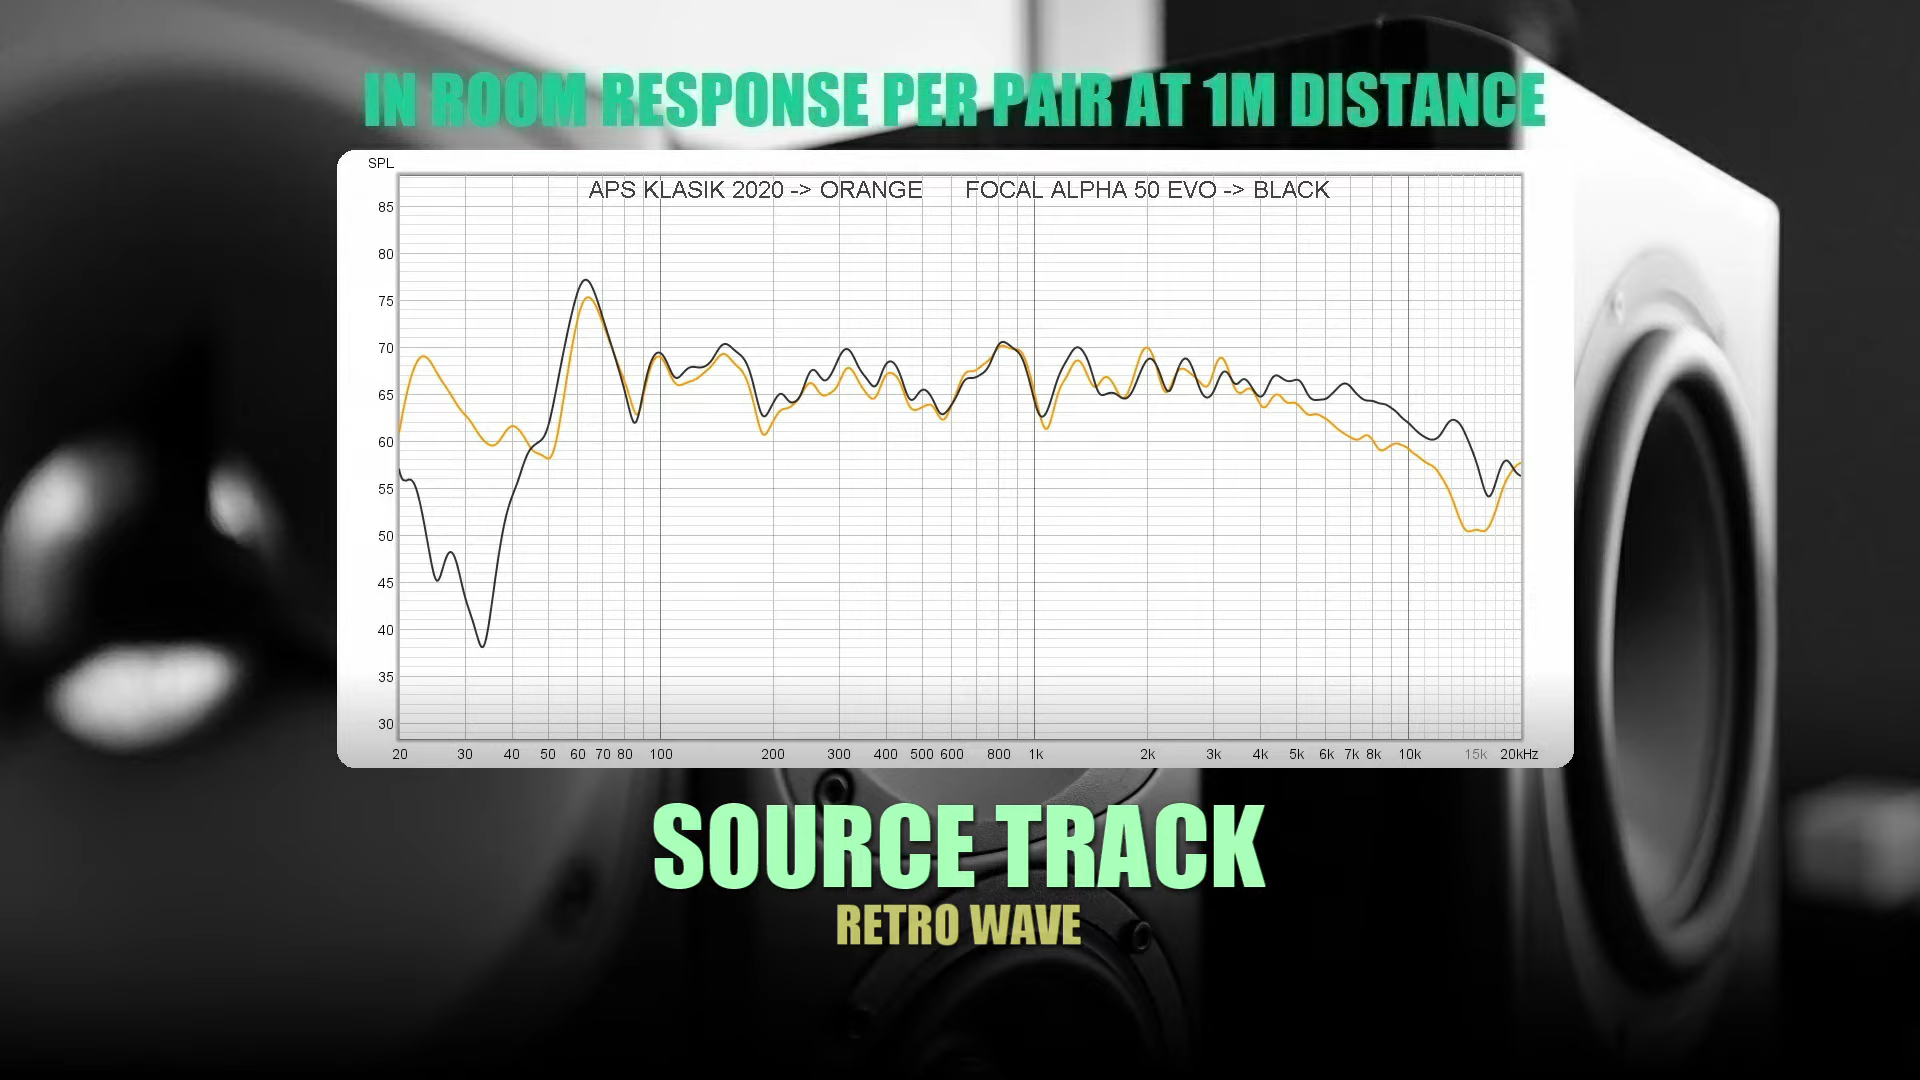 IN ROOM RESPONSE PER PAIR AT 1M DISTANCE
SPL
APS KLASIK 2020 -> ORANGE FOCAL ALPHA 50 EVO -> BLACK
85
80
75
70
65
60
55
50
45
40
35
30
20 30 40 50 60 70 80 100 200 300 400 500 600 800 1k 2k 3k 4k 5k 6k 7k 8k 10k 15k 20kHz
SOURCE TRACK
RETRO WAVE